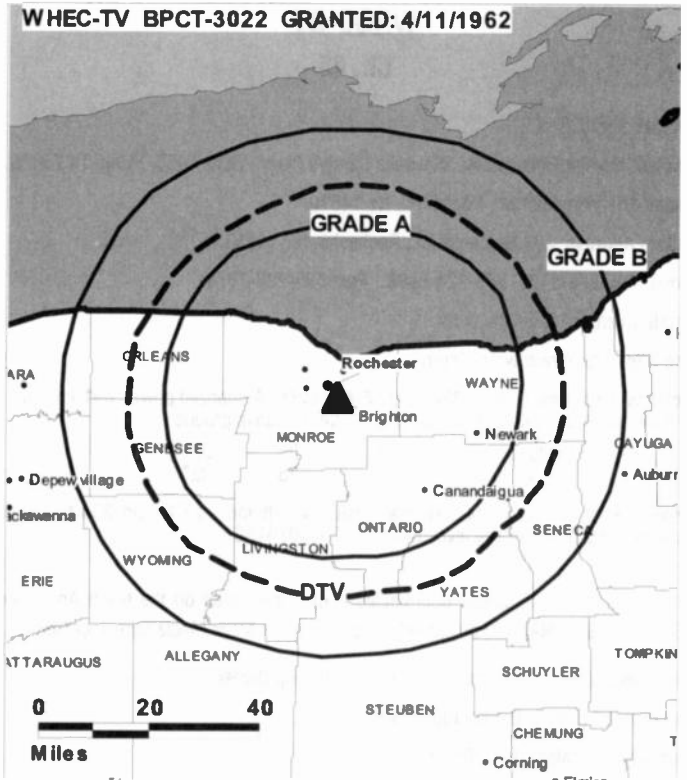 WHEC-TV BPCT-3022 GRANTED: 4/11/1962
GRADE A
GRADE B
ORLEANS
Rochester
ARA
WAYNE
Brighton
MONROE
Newark
GENESEE
CAYUGA
Depew village
Auburn
ackawenna
Canandaigua
ONTARIO
SENECA
LIVINGSTON
WYOMING
ERIE
DTV
YATES
ATTARAUGUS
ALLEGANY
TOMPKIN
SCHUYLER
0 20 40
STEUBEN
Miles
CHEMUNG
T
Corning